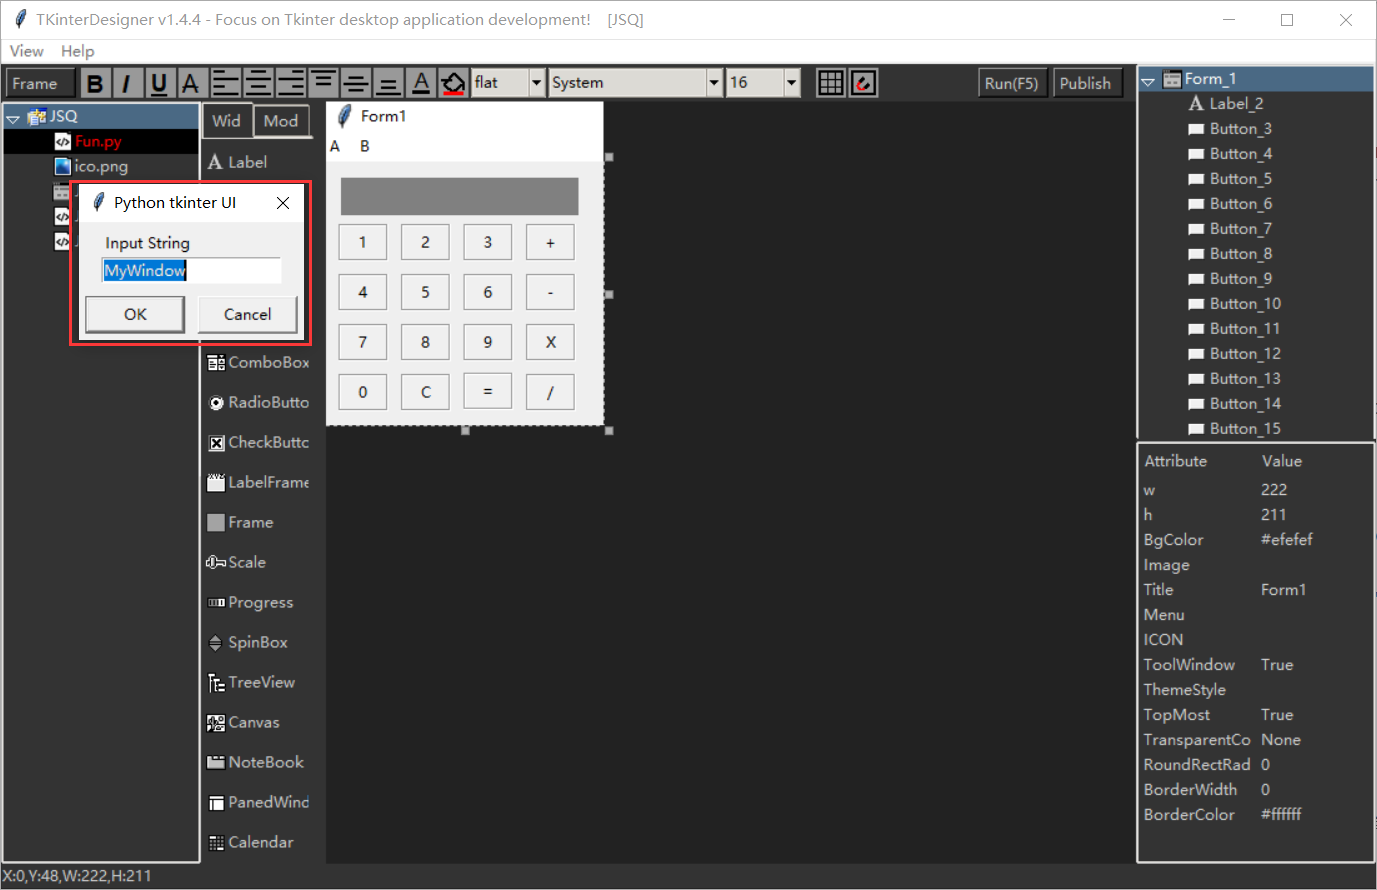 TKinterDesigner v1.4.4 - Focus on Tkinter desktop application development! [JSQ]
View Help
Frame B I U A A flat System 16 Run(F5) Publish
JSQ
Fun.py
ico.png
Python tkinter UI
Input String
MyWindow
OK Cancel
Wid Mod
A Label
ComboBox
RadioButto
CheckButtc
LabelFrame
Frame
Scale
Progress
SpinBox
TreeView
Canvas
NoteBook
PanedWind
Calendar
Form1
A B
1 2 3 +
4 5 6 -
7 8 9 X
0 C = /
Form_1
A Label_2
Button_3
Button_4
Button_5
Button_6
Button_7
Button_8
Button_9
Button_10
Button_11
Button_12
Button_13
Button_14
Button_15
Attribute Value
w 222
h 211
BgColor #efefef
Image
Title Form1
Menu
ICON
ToolWindow True
ThemeStyle
TopMost True
TransparentCo None
RoundRectRad 0
BorderWidth 0
BorderColor #ffffff
X:0,Y:48,W:222,H:211